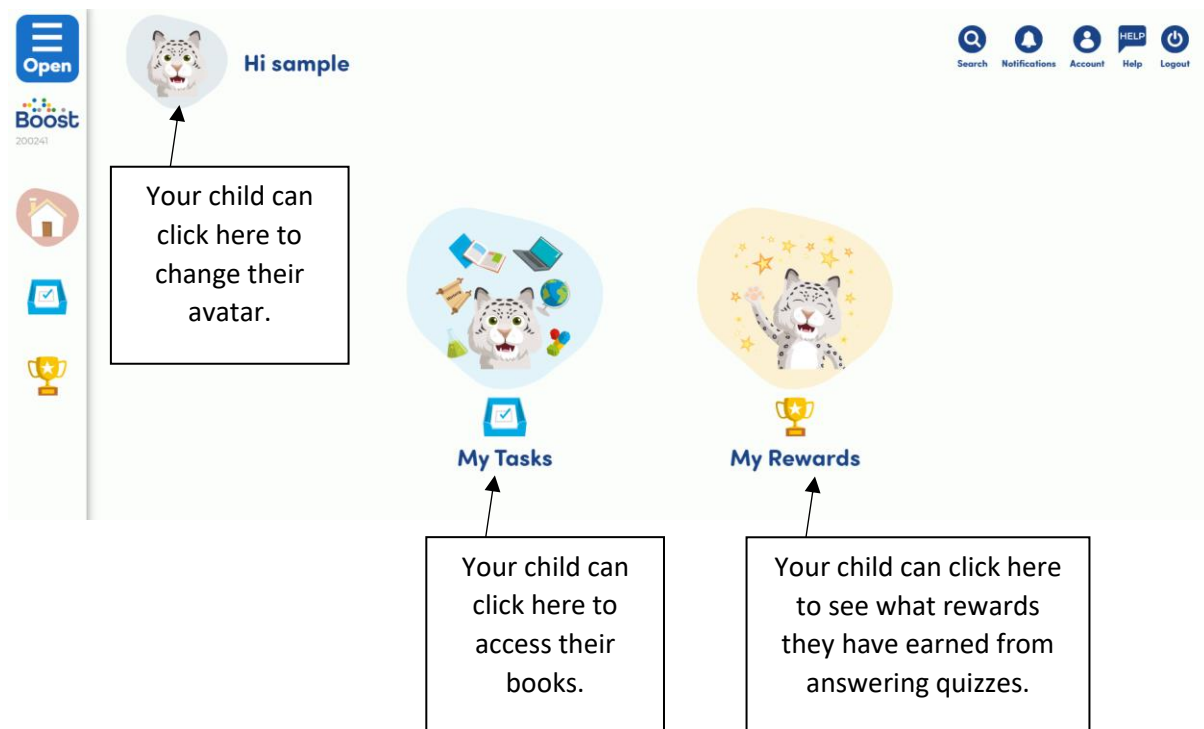 Open
Boost
200241
Hi sample
Search
Notifications
Account
HELP
Help
Logout
Your child can
click here to
change their
avatar.
My Tasks
My Rewards
Your child can
click here to
access their
books.
Your child can click here
to see what rewards
they have earned from
answering quizzes.